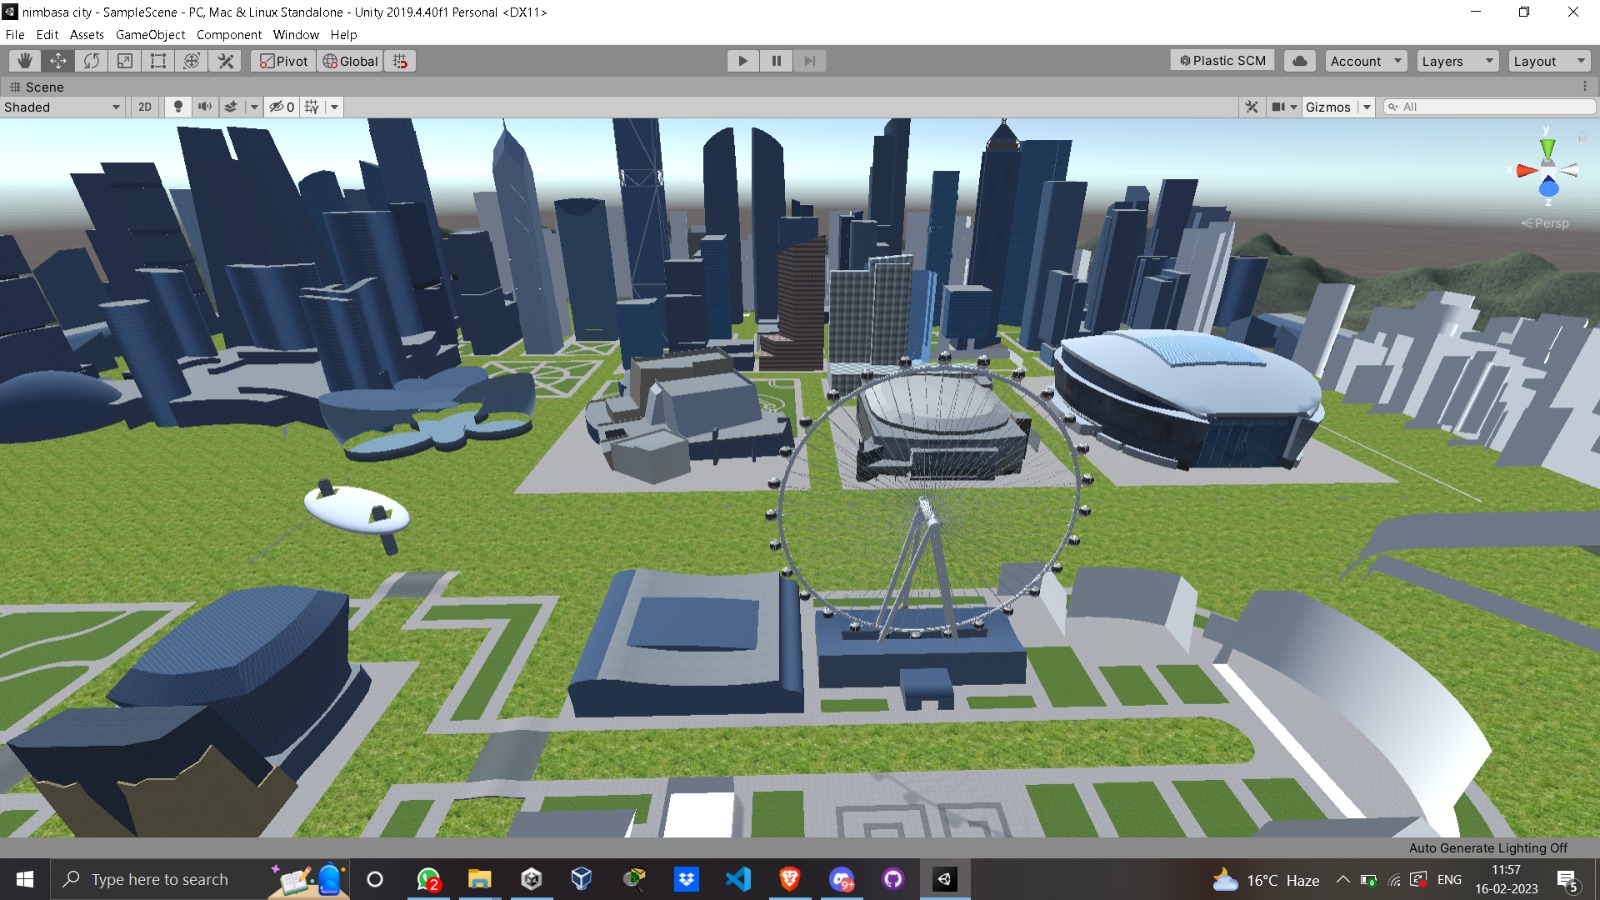 nimbasa city - SampleScene - PC, Mac & Linux Standalone - Unity 2019.4.40f1 Personal <DX11>
File Edit Assets GameObject Component Window Help
Pivot Global Plastic SCM Account Layers Layout
Scene
Shaded 2D 0 Gizmos All
y
x
z
Persp
Auto Generate Lighting Off
Type here to search 2 9+ 16°C Haze ENG 11:57
16-02-2023 5